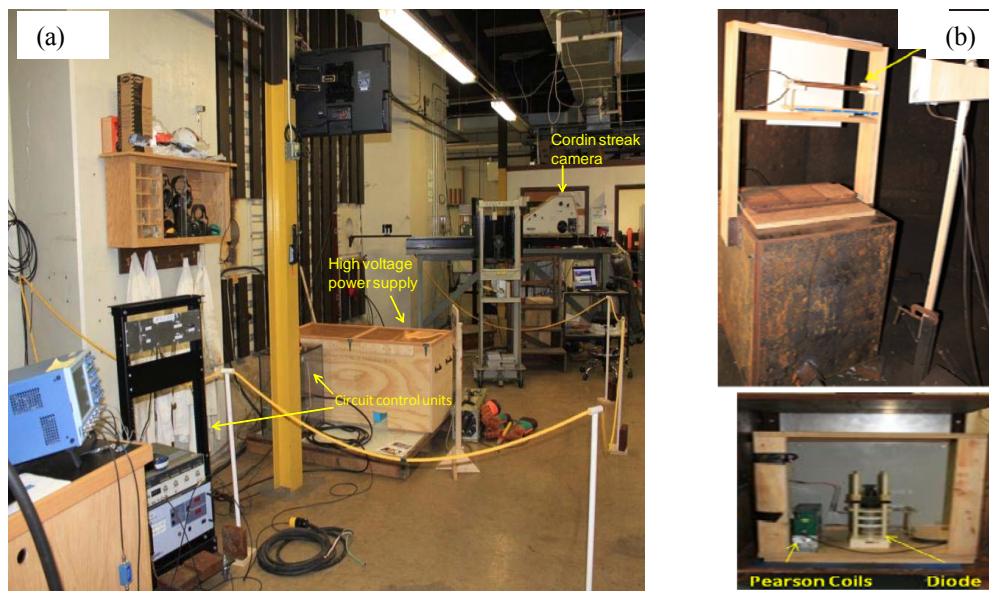 (a)
Cordin streak
camera
High voltage
power supply
Circuit control units
(b)
Pearson Coils
Diode